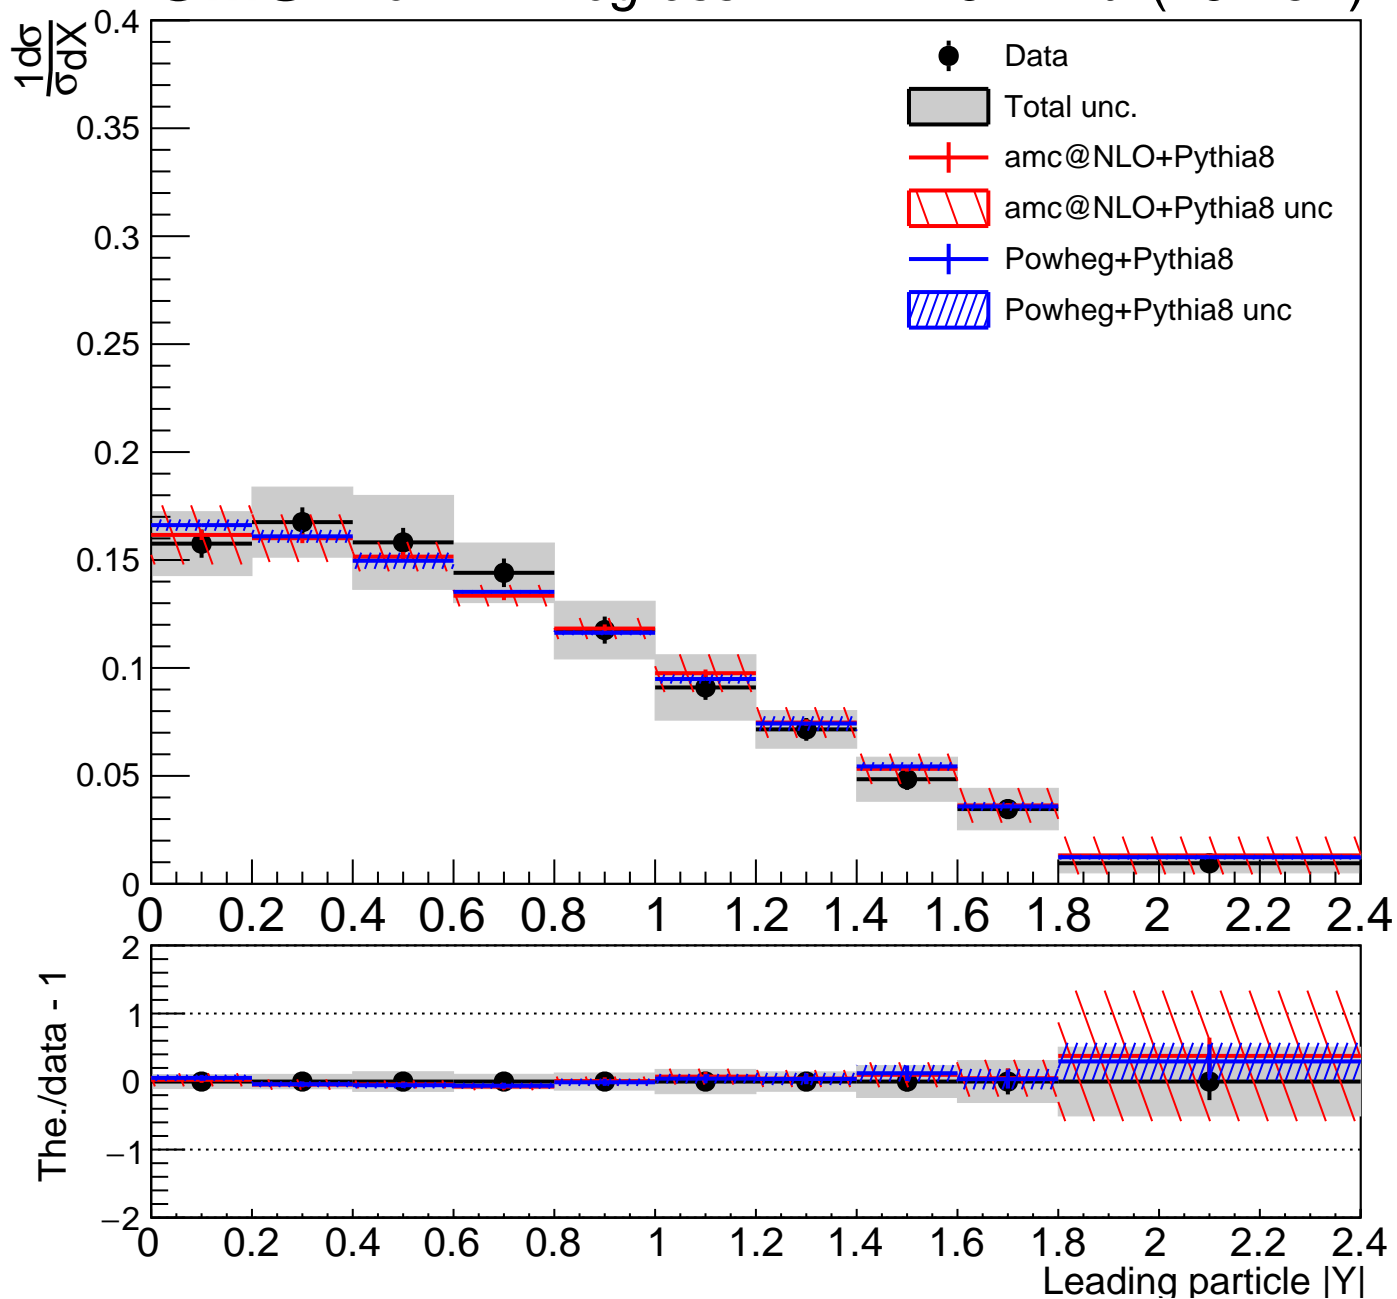 1dσ
σdX
0.4
0.35
0.3
0.25
0.2
0.15
0.1
0.05
0
Data
Total unc.
amc@NLO+Pythia8
amc@NLO+Pythia8 unc
Powheg+Pythia8
Powheg+Pythia8 unc
0 0.2 0.4 0.6 0.8 1 1.2 1.4 1.6 1.8 2 2.2 2.4
The./data - 1
2
1
0
−1
−2
0 0.2 0.4 0.6 0.8 1 1.2 1.4 1.6 1.8 2 2.2 2.4
Leading particle |Y|